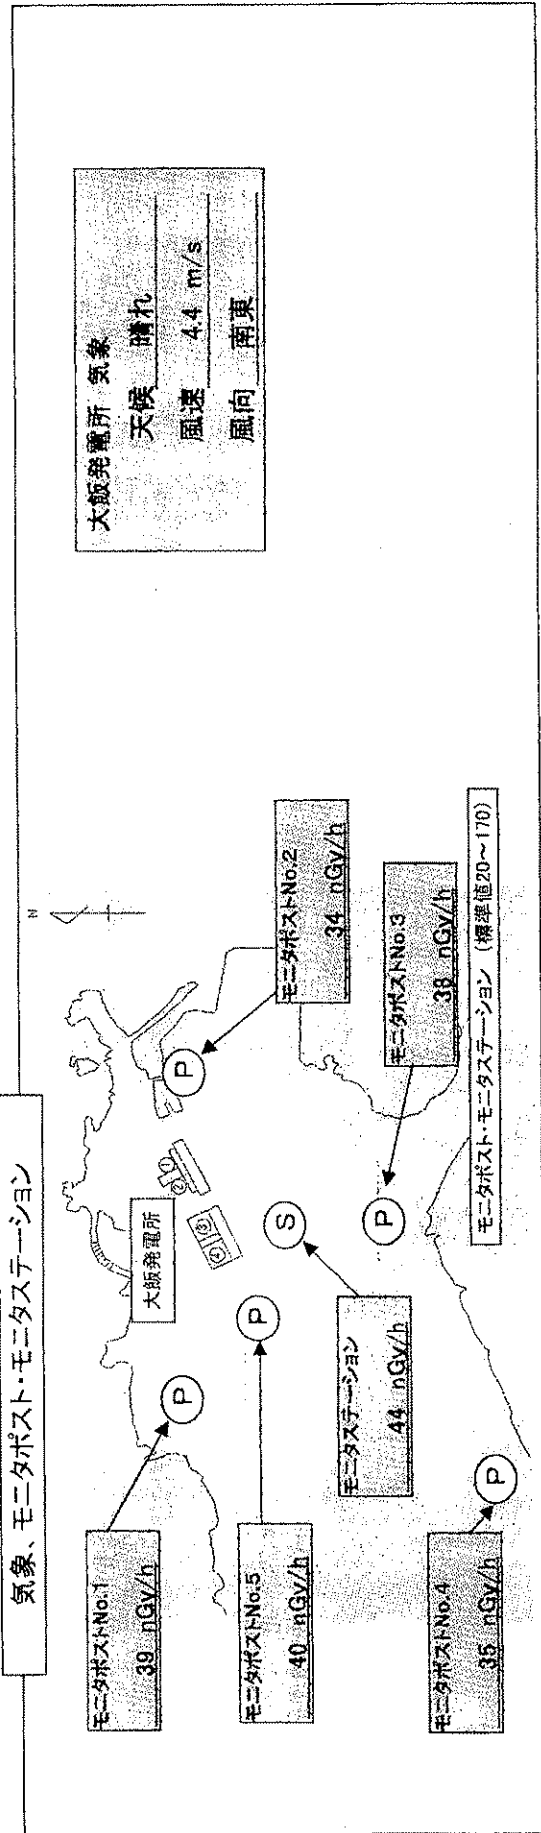 気象、モニタポスト・モニタステーション
大飯発電所 気象
天候 晴れ
風速 4.4 m/s
風向 南東
N
大飯発電所
モニタポストNo.1
39 nGy/h
P
モニタポストNo.5
40 nGy/h
P
モニタステーション
44 nGy/h
S
モニタポストNo.4
35 nGy/h
P
モニタポストNo.2
34 nGy/h
P
モニタポストNo.3
38 nGy/h
P
①
②
③
④
モニタポスト・モニタステーション (標準値20~170)